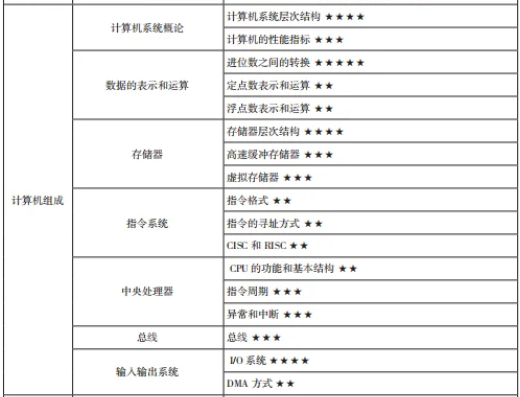 计算机组成
计算机系统概论
计算机系统层次结构 ★★★★
计算机的性能指标 ★★★
数据的表示和运算
进位数之间的转换 ★★★★★
定点数表示和运算 ★★
浮点数表示和运算 ★★
存储器
存储器层次结构 ★★★★
高速缓冲存储器 ★★★
虚拟存储器 ★★★
指令系统
指令格式 ★★
指令的寻址方式 ★★
CISC 和 RISC ★★
中央处理器
CPU 的功能和基本结构 ★★
指令周期 ★★★
异常和中断 ★★★
总线
总线 ★★★
输入输出系统
I/O 系统 ★★★★
DMA 方式 ★★